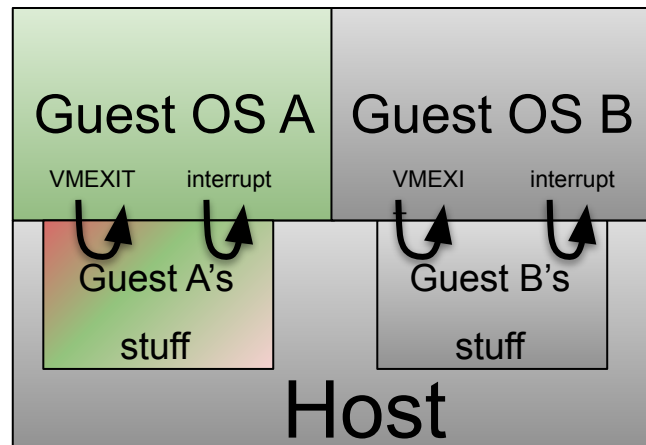 Guest OS A Guest OS B
VMEXIT interrupt VMEXI interrupt
Guest A's Guest B's
stuff stuff
Host